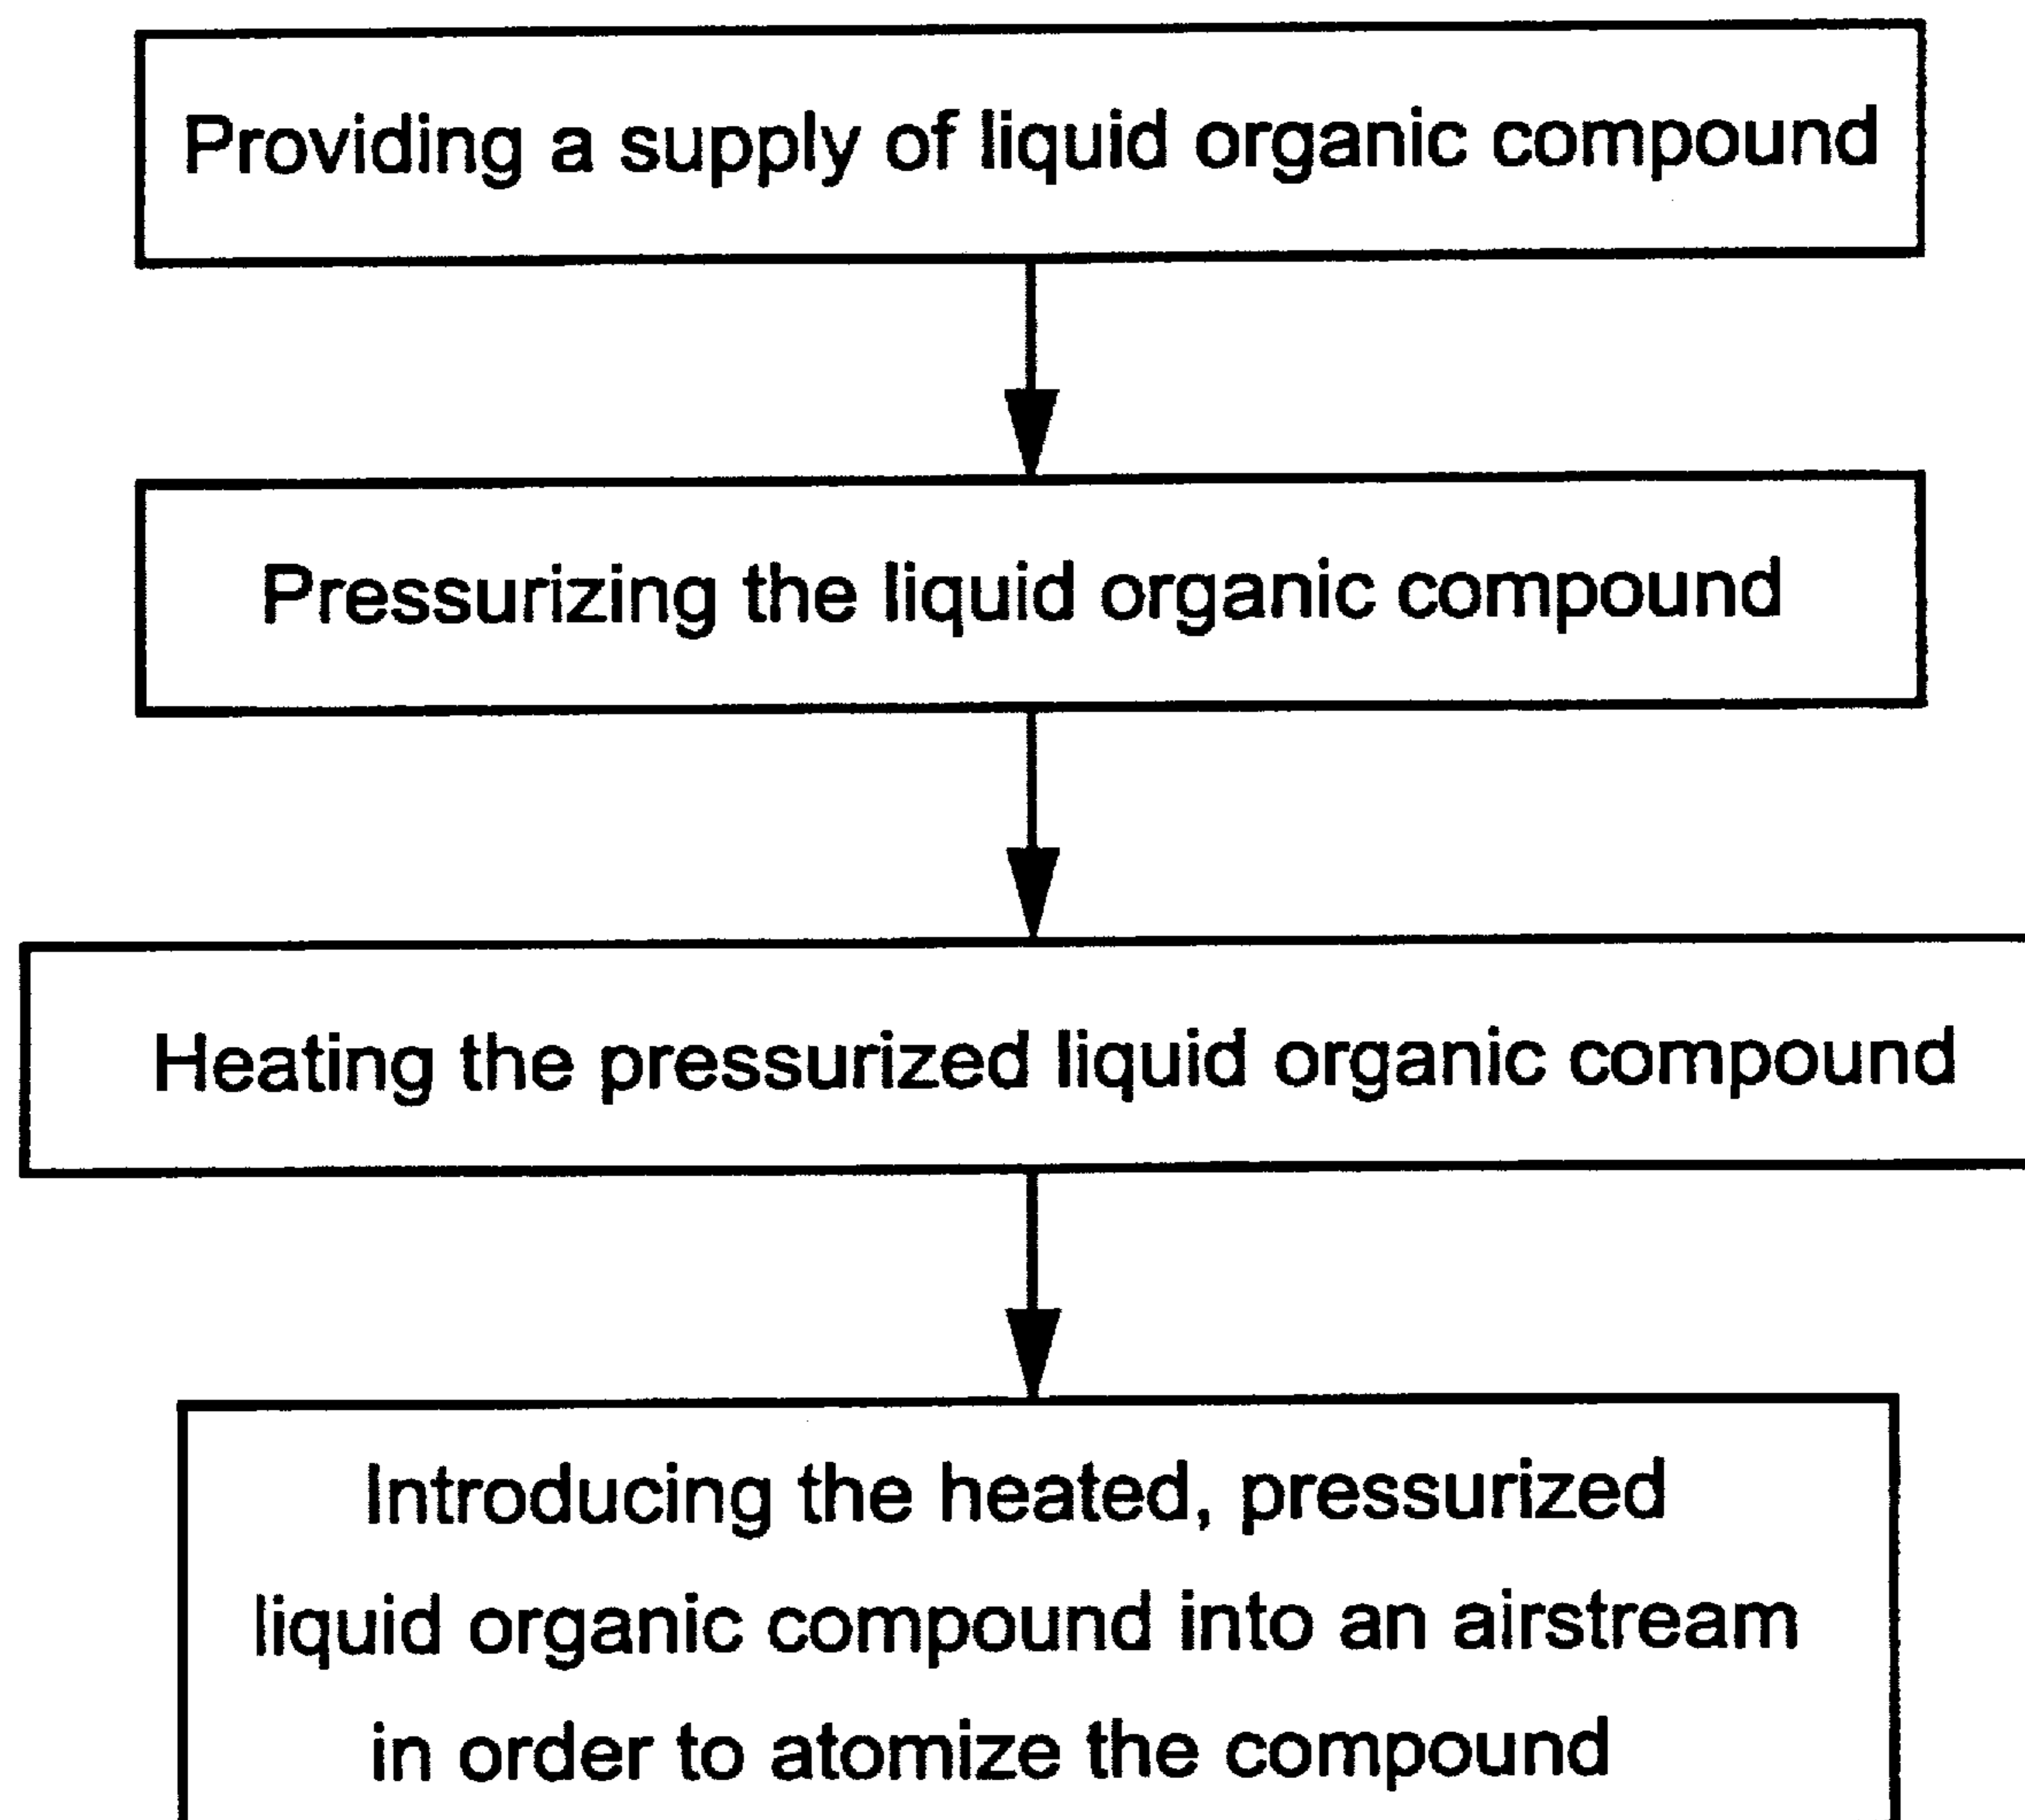 Providing a supply of liquid organic compound
Pressurizing the liquid organic compound
Heating the pressurized liquid organic compound
Introducing the heated, pressurized
liquid organic compound into an airstream
in order to atomize the compound